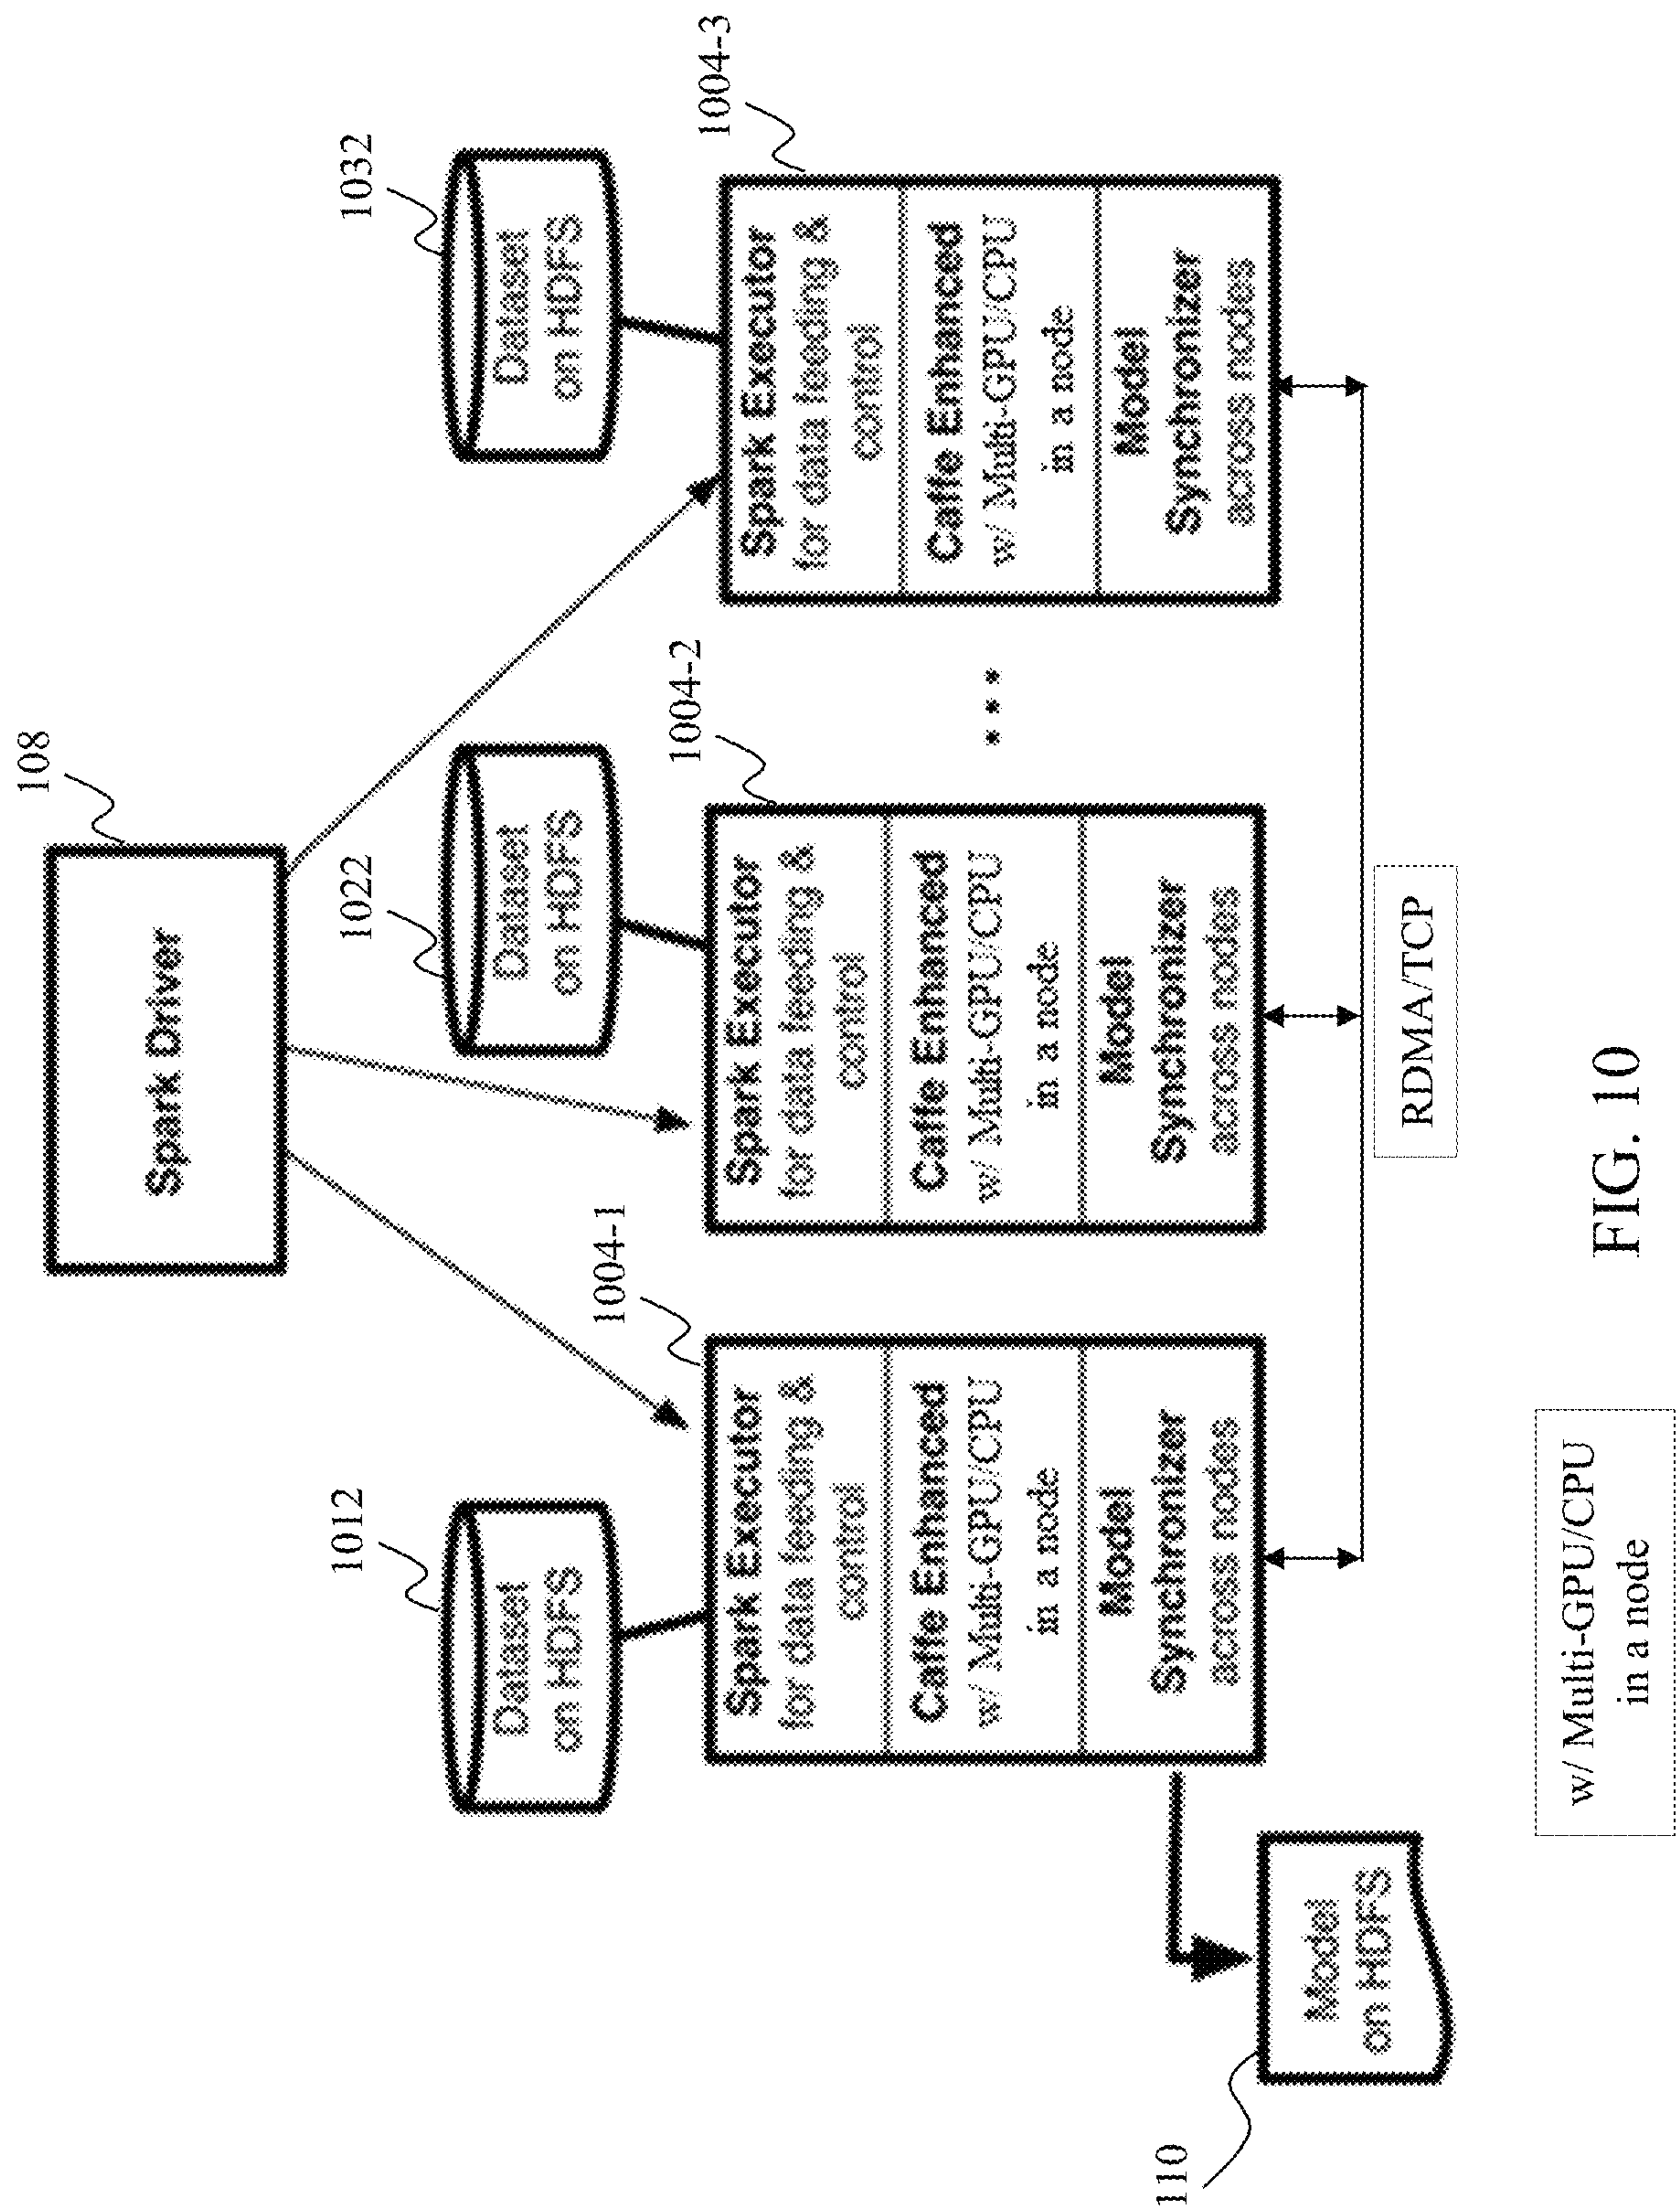 108
Spark Driver
1012
Dataset
on HDFS
1022
Dataset
on HDFS
1032
Dataset
on HDFS
1004-1
Spark Executor
for data feeding &
control
Caffe Enhanced
w/ Multi-GPU/CPU
in a node
Model
Synchronizer
across nodes
1004-2
Spark Executor
for data feeding &
control
Caffe Enhanced
w/ Multi-GPU/CPU
in a node
Model
Synchronizer
across nodes
1004-3
Spark Executor
for data feeding &
control
Caffe Enhanced
w/ Multi-GPU/CPU
in a node
Model
Synchronizer
across nodes
110
Model
on HDFS
RDMA/TCP
w/ Multi-GPU/CPU
in a node
FIG. 10